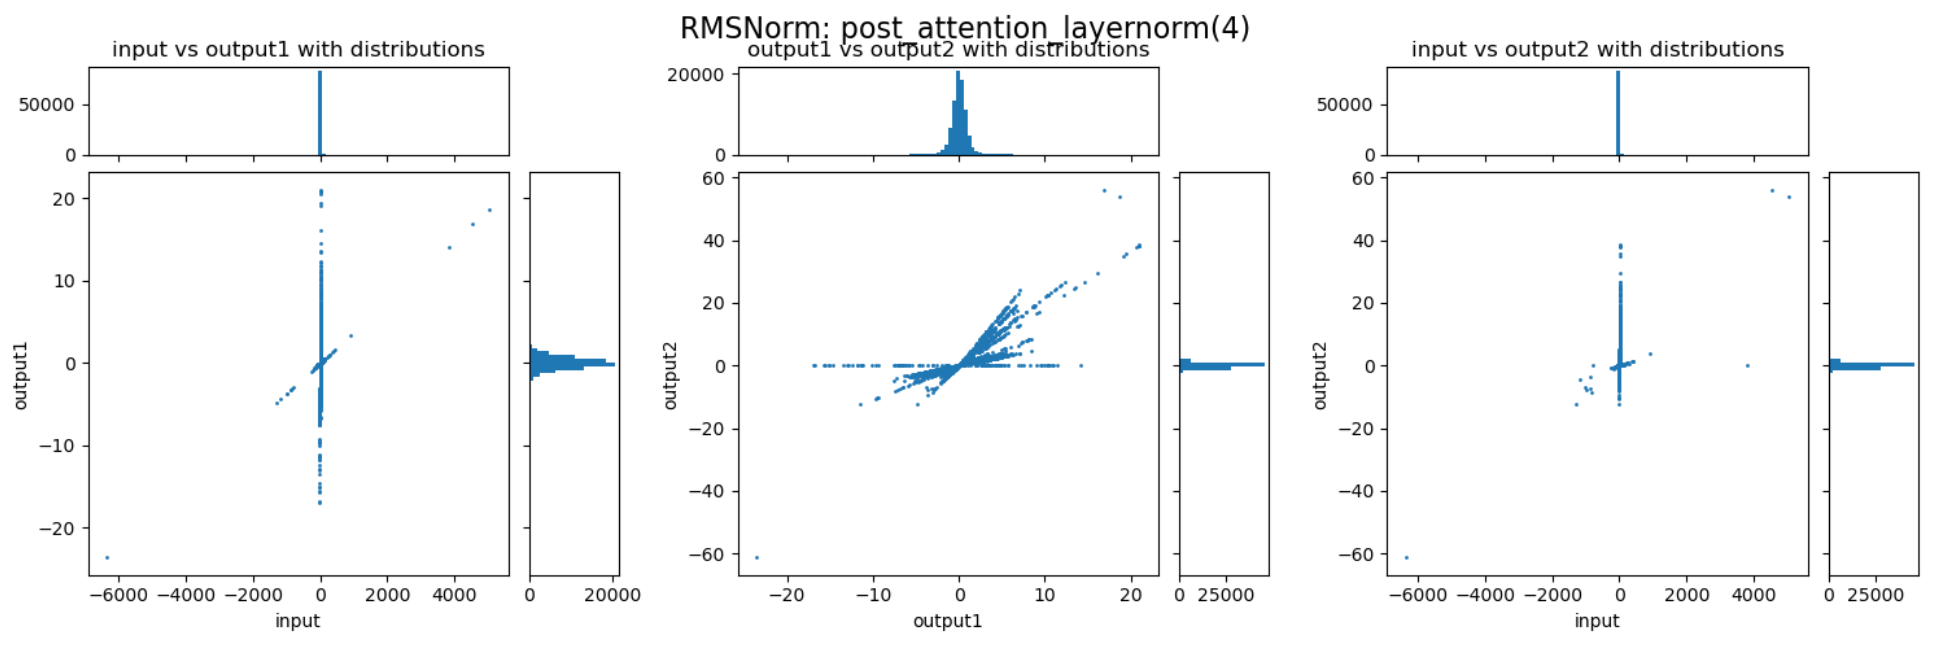 RMSNorm: post_attention_layernorm(4)
input vs output1 with distributions
output1 vs output2 with distributions
input vs output2 with distributions
50000
0
20000
0
50000
0
20
10
0
−10
−20
output1
−6000 −4000 −2000 0 2000 4000
input
0 20000
60
40
20
0
−20
−40
−60
output2
−20 −10 0 10 20
output1
0 25000
60
40
20
0
−20
−40
−60
output2
−6000 −4000 −2000 0 2000 4000
input
0 25000